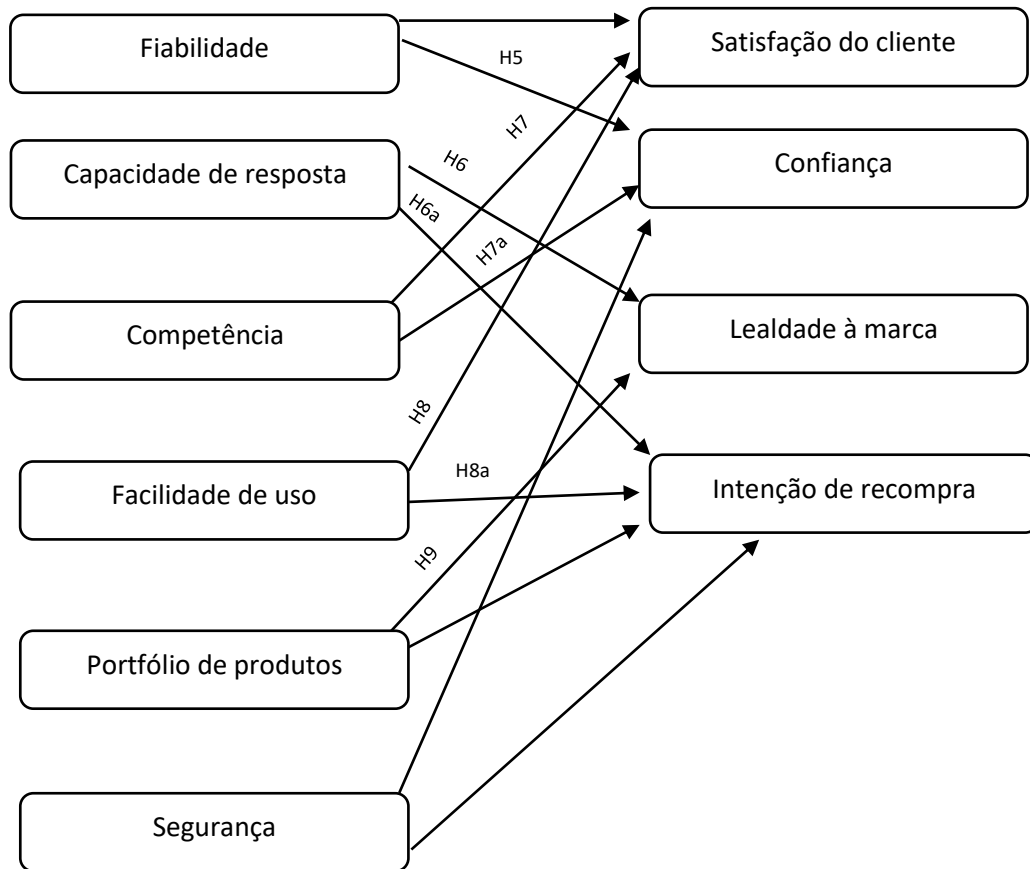 Fiabilidade
Satisfação do cliente
H5
H7
Capacidade de resposta
H6
Confiança
H6a
H7a
Competência
Lealdade à marca
H8
Facilidade de uso
H8a
Intenção de recompra
H9
Portfólio de produtos
Segurança